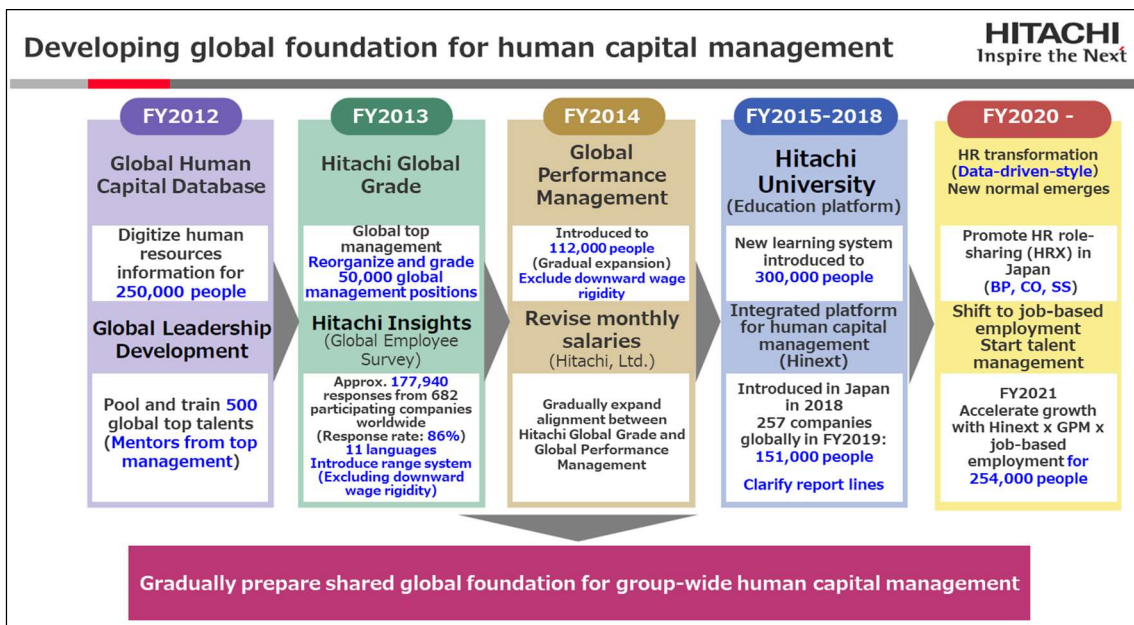 Developing global foundation for human capital management
HITACHI
Inspire the Next
FY2012
Global Human
Capital Database
Digitize human
resources
information for
250,000 people
Global Leadership
Development
Pool and train 500
global top talents
(Mentors from top
management)
FY2013
Hitachi Global
Grade
Global top
management
Reorganize and grade
50,000 global
management positions
Hitachi Insights
(Global Employee
Survey)
Approx. 177,940
responses from 682
participating companies
worldwide
(Response rate: 86%)
11 languages
Introduce range system
(Excluding downward
wage rigidity)
FY2014
Global
Performance
Management
Introduced to
112,000 people
(Gradual expansion)
Exclude downward wage
rigidity
Revise monthly
salaries
(Hitachi, Ltd.)
Gradually expand
alignment between
Hitachi Global Grade and
Global Performance
Management
FY2015-2018
Hitachi
University
(Education platform)
New learning system
introduced to
300,000 people
Integrated platform
for human capital
management
(Hinext)
Introduced in Japan
in 2018
257 companies
globally in FY2019:
151,000 people
Clarify report lines
FY2020 -
HR transformation
(Data-driven-style)
New normal emerges
Promote HR role-
sharing (HRX) in
Japan
(BP, CO, SS)
Shift to job-based
employment
Start talent
management
FY2021
Accelerate growth
with Hinext x GPM x
job-based
employment for
254,000 people
Gradually prepare shared global foundation for group-wide human capital management